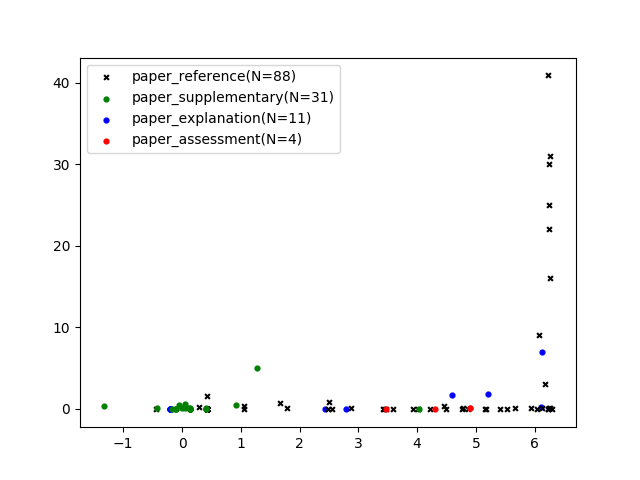 40
30
20
10
0
paper_reference(N=88)
paper_supplementary(N=31)
paper_explanation(N=11)
paper_assessment(N=4)
−1 0 1 2 3 4 5 6